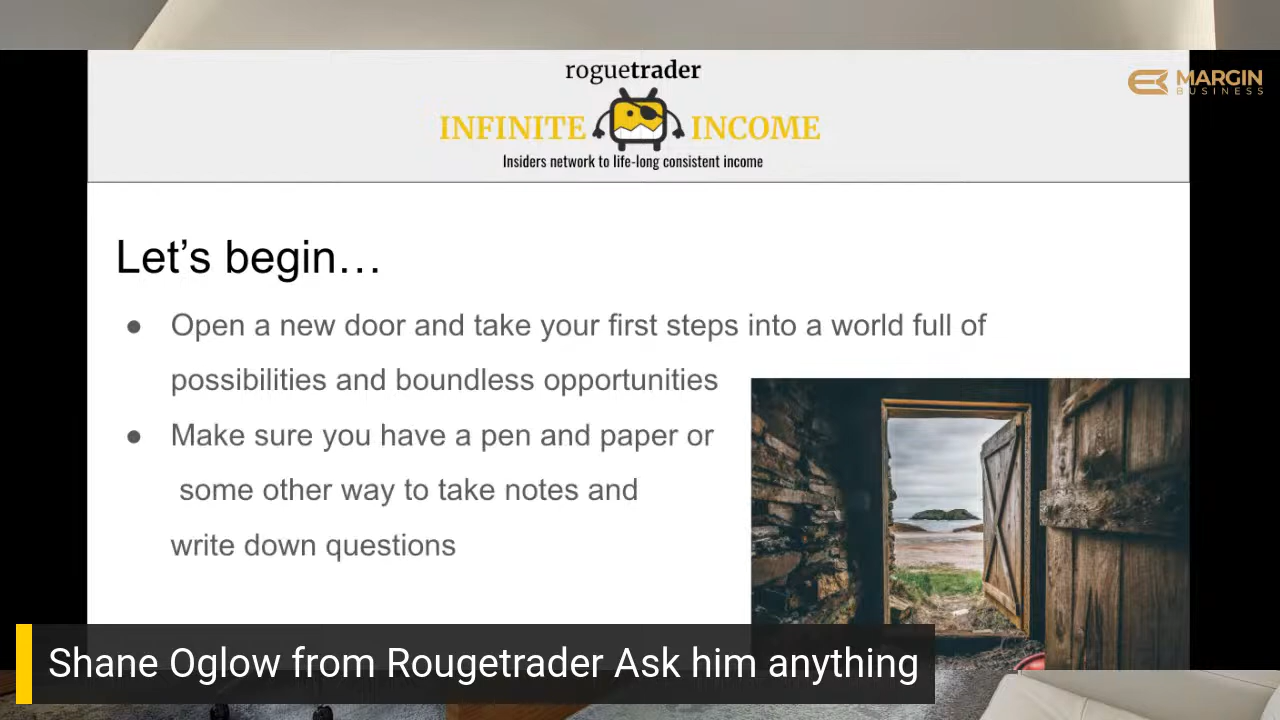 roguetrader
INFINITE INCOME
Insiders network to life-long consistent income
MARGIN
BUSINESS
Let’s begin…
● Open a new door and take your first steps into a world full of
possibilities and boundless opportunities
● Make sure you have a pen and paper or
some other way to take notes and
write down questions
Shane Oglow from Rougetrader Ask him anything